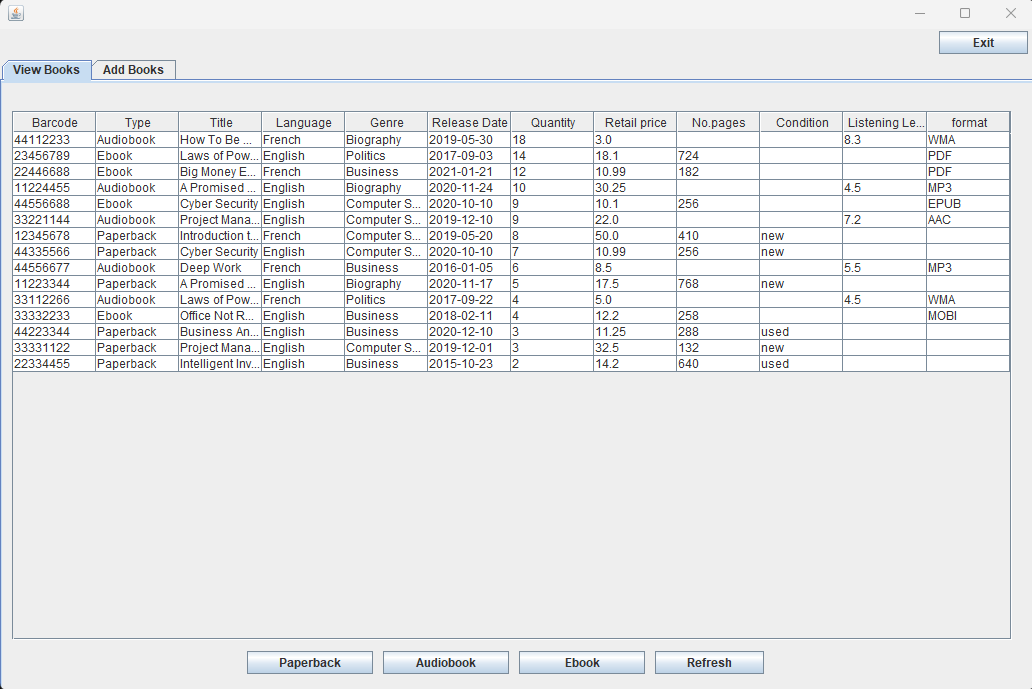 Exit
View Books Add Books
Barcode Type Title Language Genre Release Date Quantity Retail price No.pages Condition Listening Le... format
44112233 Audiobook How To Be ... French Biography 2019-05-30 18 3.0 8.3 WMA
23456789 Ebook Laws of Pow... English Politics 2017-09-03 14 18.1 724 PDF
22446688 Ebook Big Money E... French Business 2021-01-21 12 10.99 182 PDF
11224455 Audiobook A Promised ... English Biography 2020-11-24 10 30.25 4.5 MP3
44556688 Ebook Cyber Security English Computer S... 2020-10-10 9 10.1 256 EPUB
33221144 Audiobook Project Mana... English Computer S... 2019-12-10 9 22.0 7.2 AAC
12345678 Paperback Introduction t... French Computer S... 2019-05-20 8 50.0 410 new
44335566 Paperback Cyber Security English Computer S... 2020-10-10 7 10.99 256 new
44556677 Audiobook Deep Work French Business 2016-01-05 6 8.5 5.5 MP3
11223344 Paperback A Promised ... English Biography 2020-11-17 5 17.5 768 new
33112266 Audiobook Laws of Pow... French Politics 2017-09-22 4 5.0 4.5 WMA
33332233 Ebook Office Not R... English Business 2018-02-11 4 12.2 258 MOBI
44223344 Paperback Business An... English Business 2020-12-10 3 11.25 288 used
33331122 Paperback Project Mana... English Computer S... 2019-12-01 3 32.5 132 new
22334455 Paperback Intelligent Inv... English Business 2015-10-23 2 14.2 640 used
Paperback Audiobook Ebook Refresh